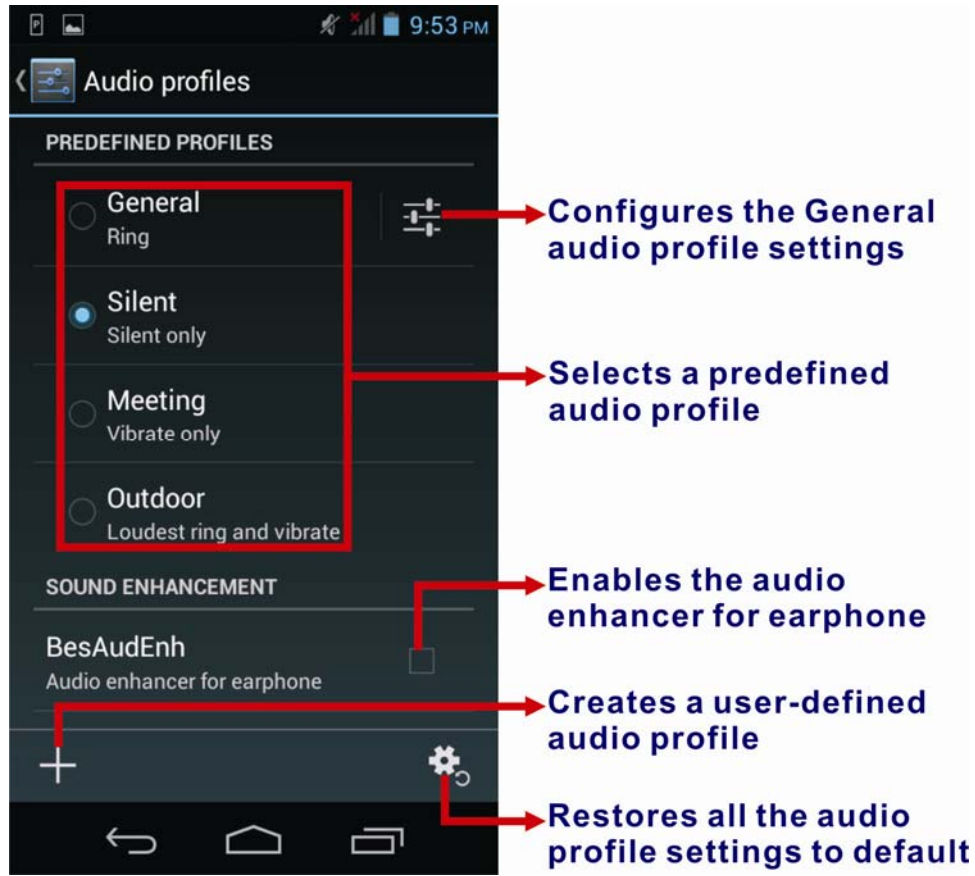 P
9:53 PM
Audio profiles
PREDEFINED PROFILES
General
Ring
Configures the General
audio profile settings
Silent
Silent only
Selects a predefined
audio profile
Meeting
Vibrate only
Outdoor
Loudest ring and vibrate
SOUND ENHANCEMENT
Enables the audio
enhancer for earphone
BesAudEnh
Audio enhancer for earphone
Creates a user-defined
audio profile
Restores all the audio
profile settings to default